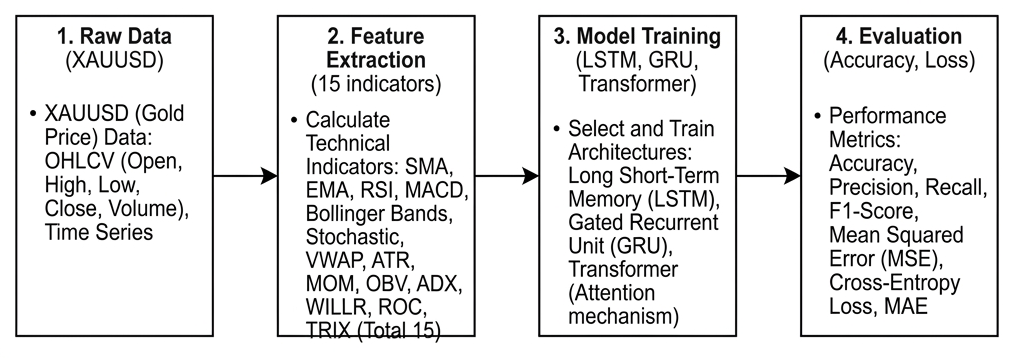 1. Raw Data
(XAUUSD)
• XAUUSD (Gold
Price) Data:
OHLCV (Open,
High, Low,
Close, Volume),
Time Series
2. Feature
Extraction
(15 indicators)
• Calculate
Technical
Indicators: SMA,
EMA, RSI, MACD,
Bollinger Bands,
Stochastic,
VWAP, ATR,
MOM, OBV, ADX,
WILLR, ROC,
TRIX (Total 15)
3. Model Training
(LSTM, GRU,
Transformer)
• Select and Train
Architectures:
Long Short-Term
Memory (LSTM),
Gated Recurrent
Unit (GRU),
Transformer
(Attention
mechanism)
4. Evaluation
(Accuracy, Loss)
• Performance
Metrics:
Accuracy,
Precision, Recall,
F1-Score,
Mean Squared
Error (MSE),
Cross-Entropy
Loss, MAE